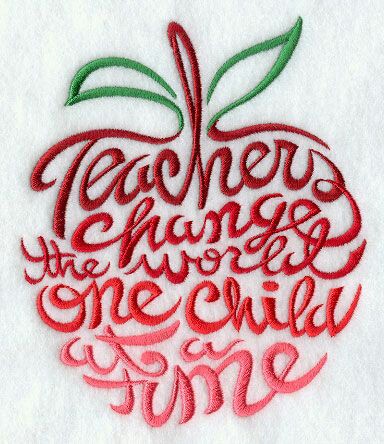 Teachers
change
the world
one child
at a
time